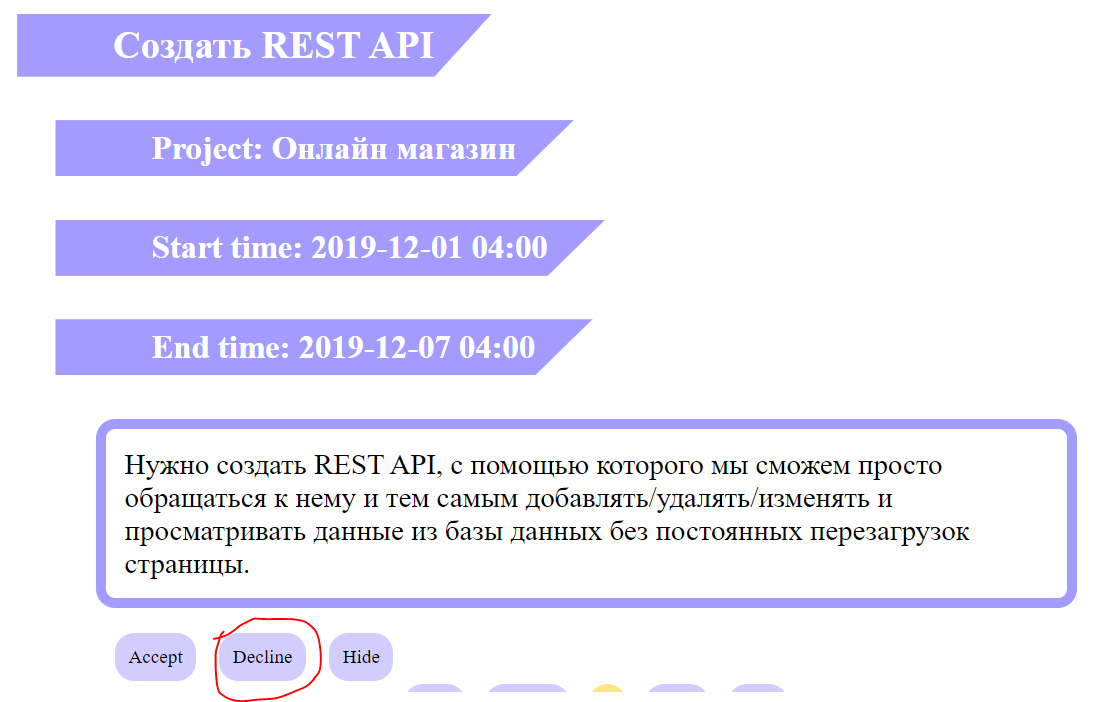 Создать REST API
Project: Онлайн магазин
Start time: 2019-12-01 04:00
End time: 2019-12-07 04:00
Нужно создать REST API, с помощью которого мы сможем просто
обращаться к нему и тем самым добавлять/удалять/изменять и
просматривать данные из базы данных без постоянных перезагрузок
страницы.
Accept Decline Hide